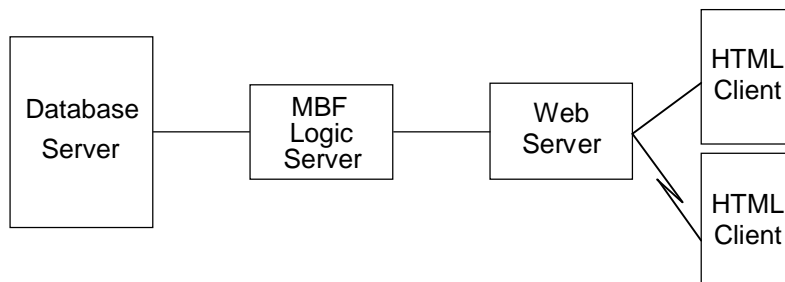 Database
Server
MBF
Logic
Server
Web
Server
HTML
Client
HTML
Client